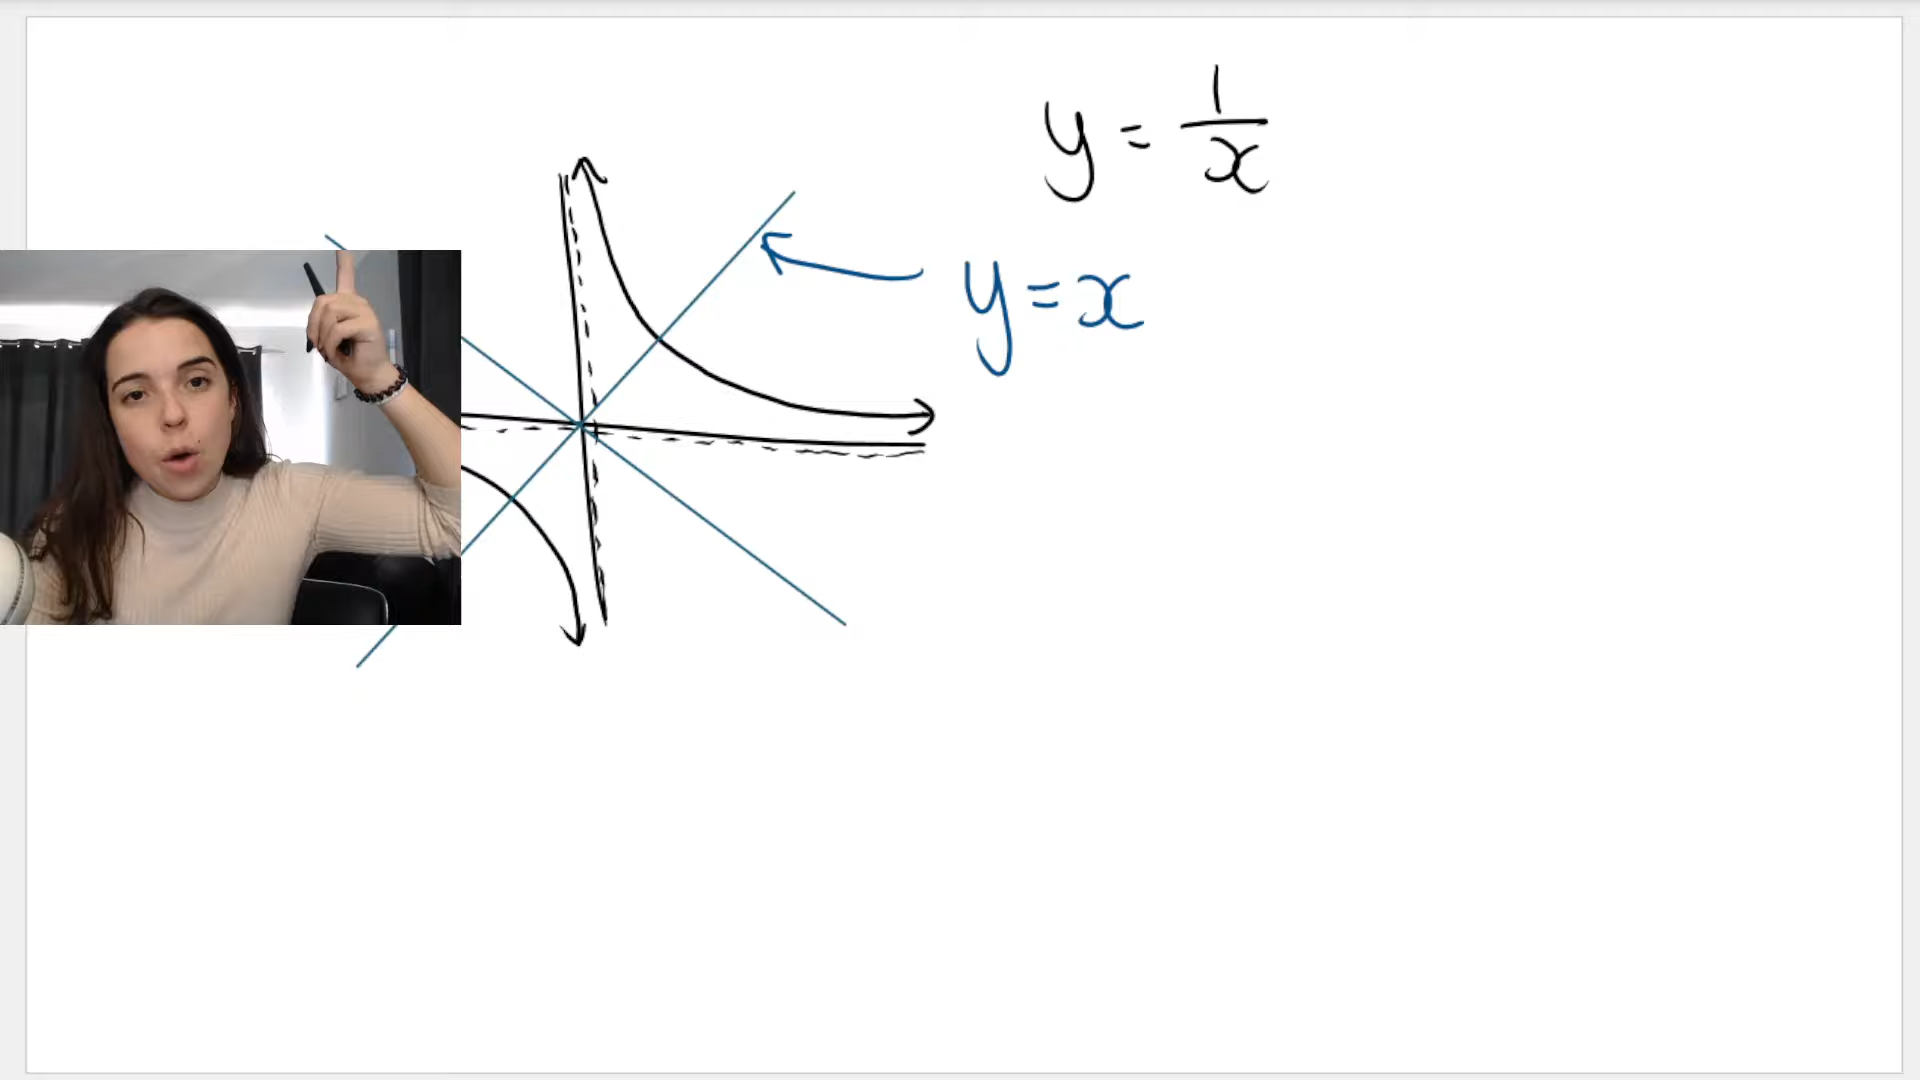 y = 1/x
y = x